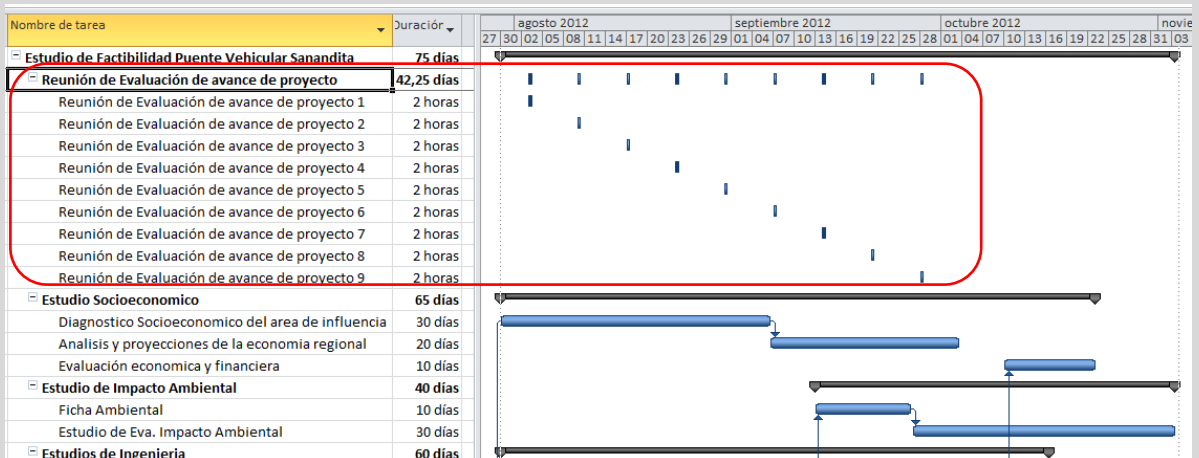 Nombre de tarea Duración agosto 2012 septiembre 2012 octubre 2012 novie
27 30 02 05 08 11 14 17 20 23 26 29 01 04 07 10 13 16 19 22 25 28 01 04 07 10 13 16 19 22 25 28 31 03
Estudio de Factibilidad Puente Vehicular Sanandita 75 días
Reunión de Evaluación de avance de proyecto 42,25 días
Reunión de Evaluación de avance de proyecto 1 2 horas
Reunión de Evaluación de avance de proyecto 2 2 horas
Reunión de Evaluación de avance de proyecto 3 2 horas
Reunión de Evaluación de avance de proyecto 4 2 horas
Reunión de Evaluación de avance de proyecto 5 2 horas
Reunión de Evaluación de avance de proyecto 6 2 horas
Reunión de Evaluación de avance de proyecto 7 2 horas
Reunión de Evaluación de avance de proyecto 8 2 horas
Reunión de Evaluación de avance de proyecto 9 2 horas
Estudio Socioeconomico 65 días
Diagnostico Socioeconomico del area de influencia 30 días
Analisis y proyecciones de la economia regional 20 días
Evaluación economica y financiera 10 días
Estudio de Impacto Ambiental 40 días
Ficha Ambiental 10 días
Estudio de Eva. Impacto Ambiental 30 días
Estudios de Ingenieria 60 días